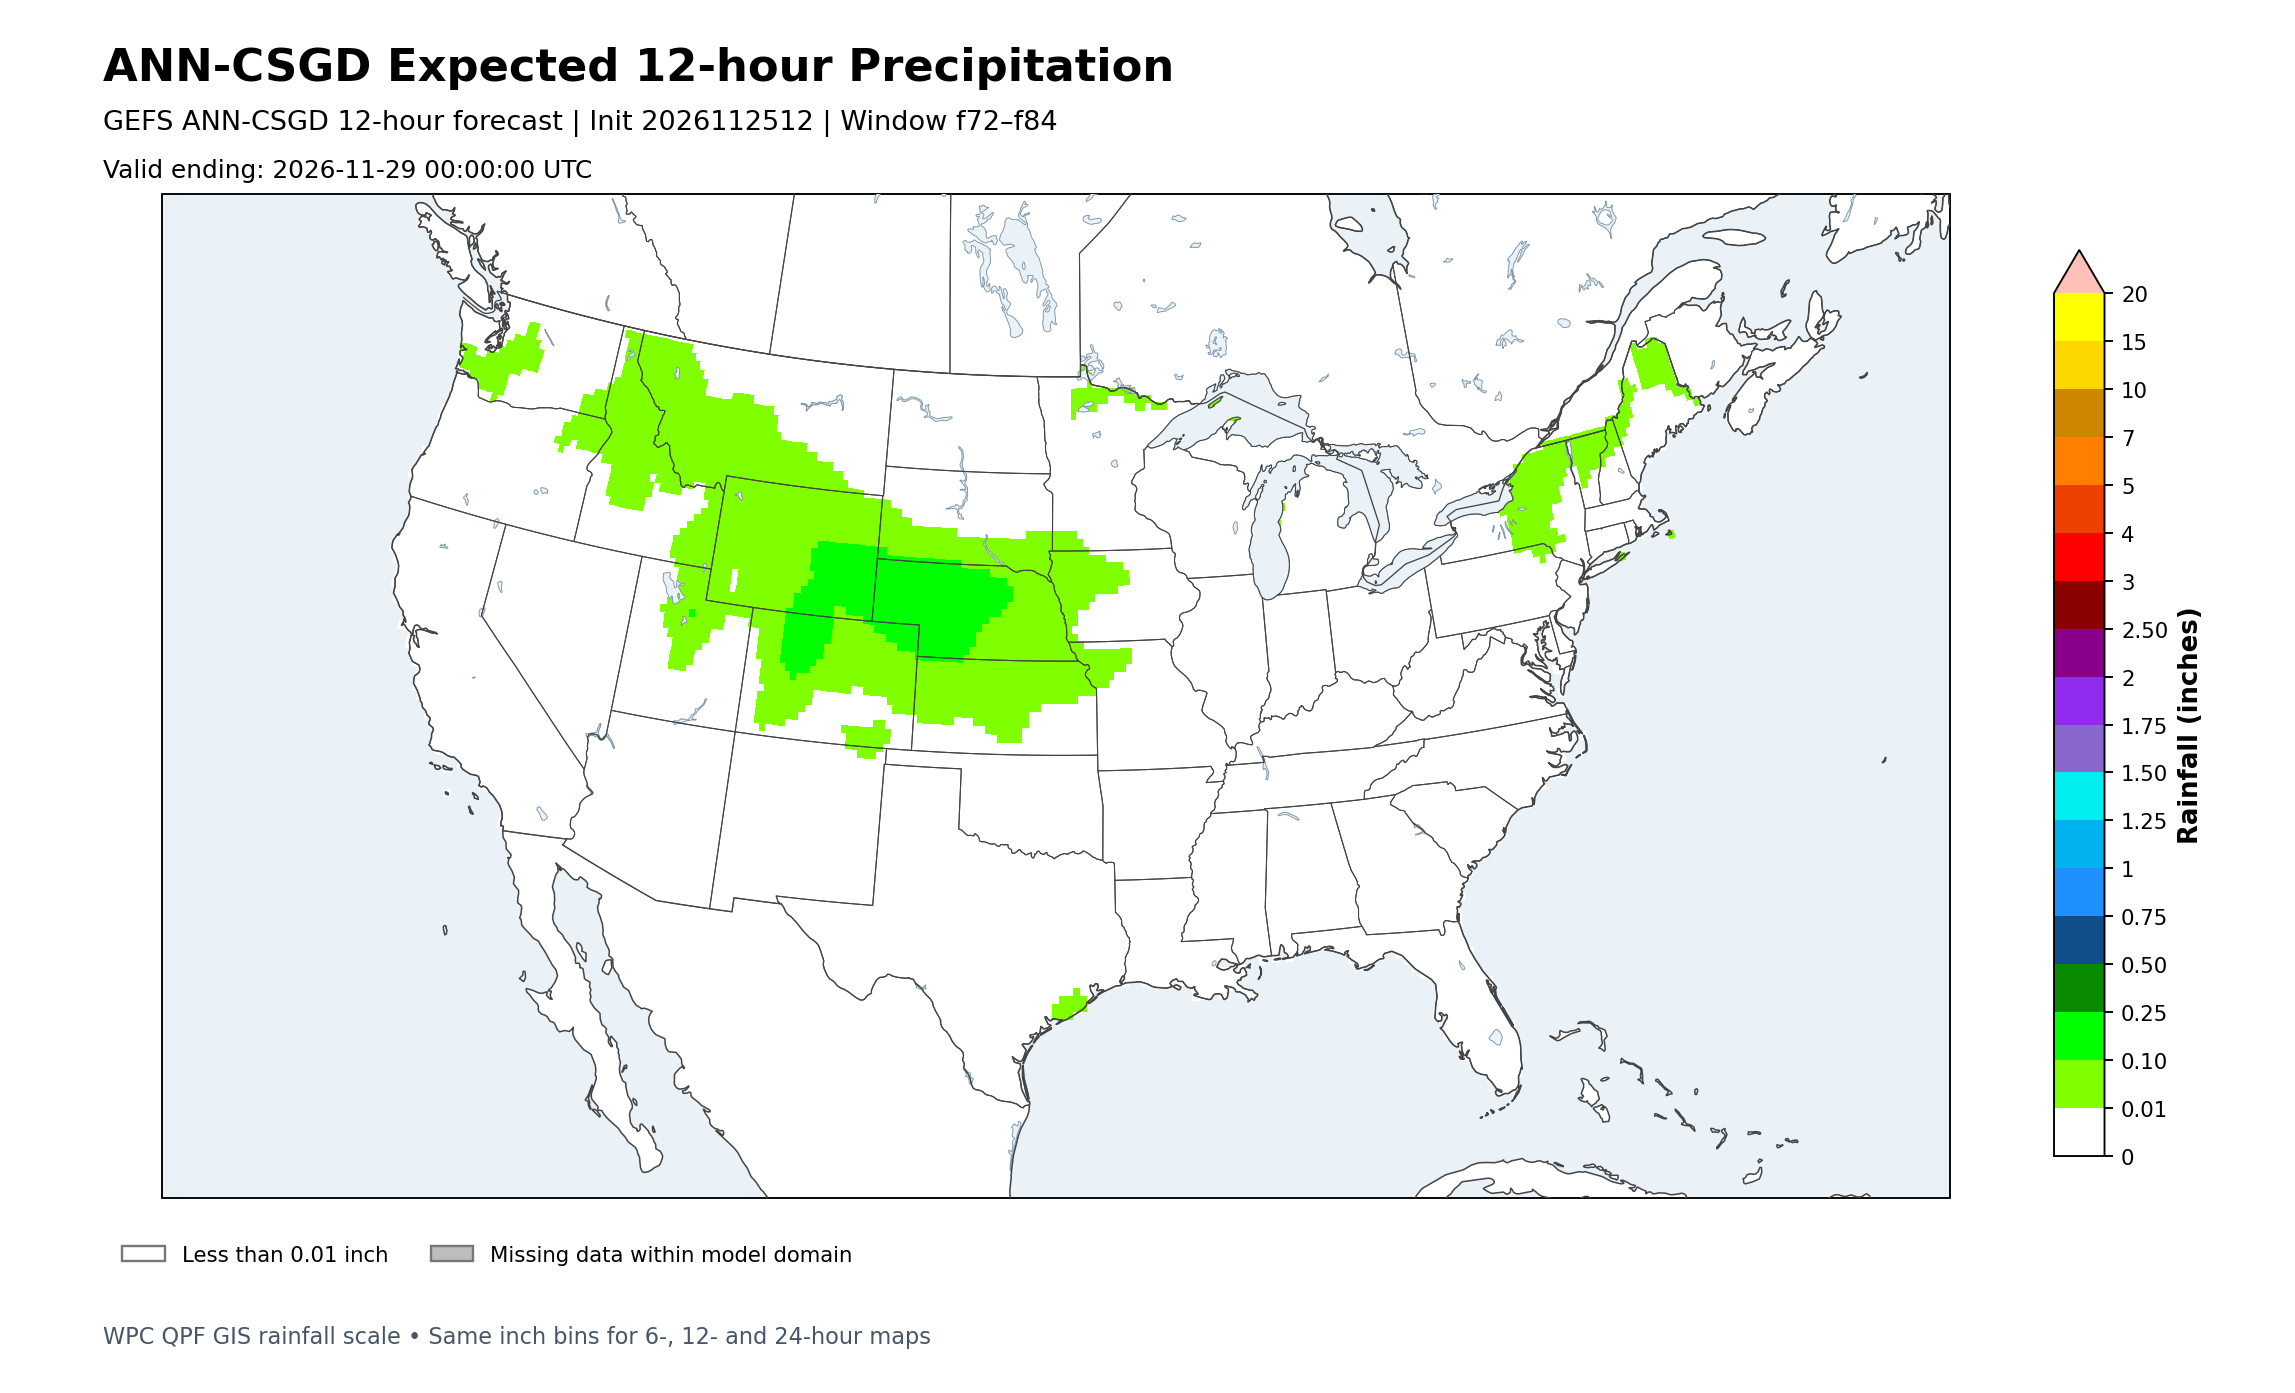 ANN-CSGD Expected 12-hour Precipitation
GEFS ANN-CSGD 12-hour forecast | Init 2026112512 | Window f72–f84
Valid ending: 2026-11-29 00:00:00 UTC
20
15
10
7
5
4
3
2.50
2
1.75
1.50
1.25
1
0.75
0.50
0.25
0.10
0.01
0
Rainfall (inches)
Less than 0.01 inch
Missing data within model domain
WPC QPF GIS rainfall scale • Same inch bins for 6-, 12- and 24-hour maps